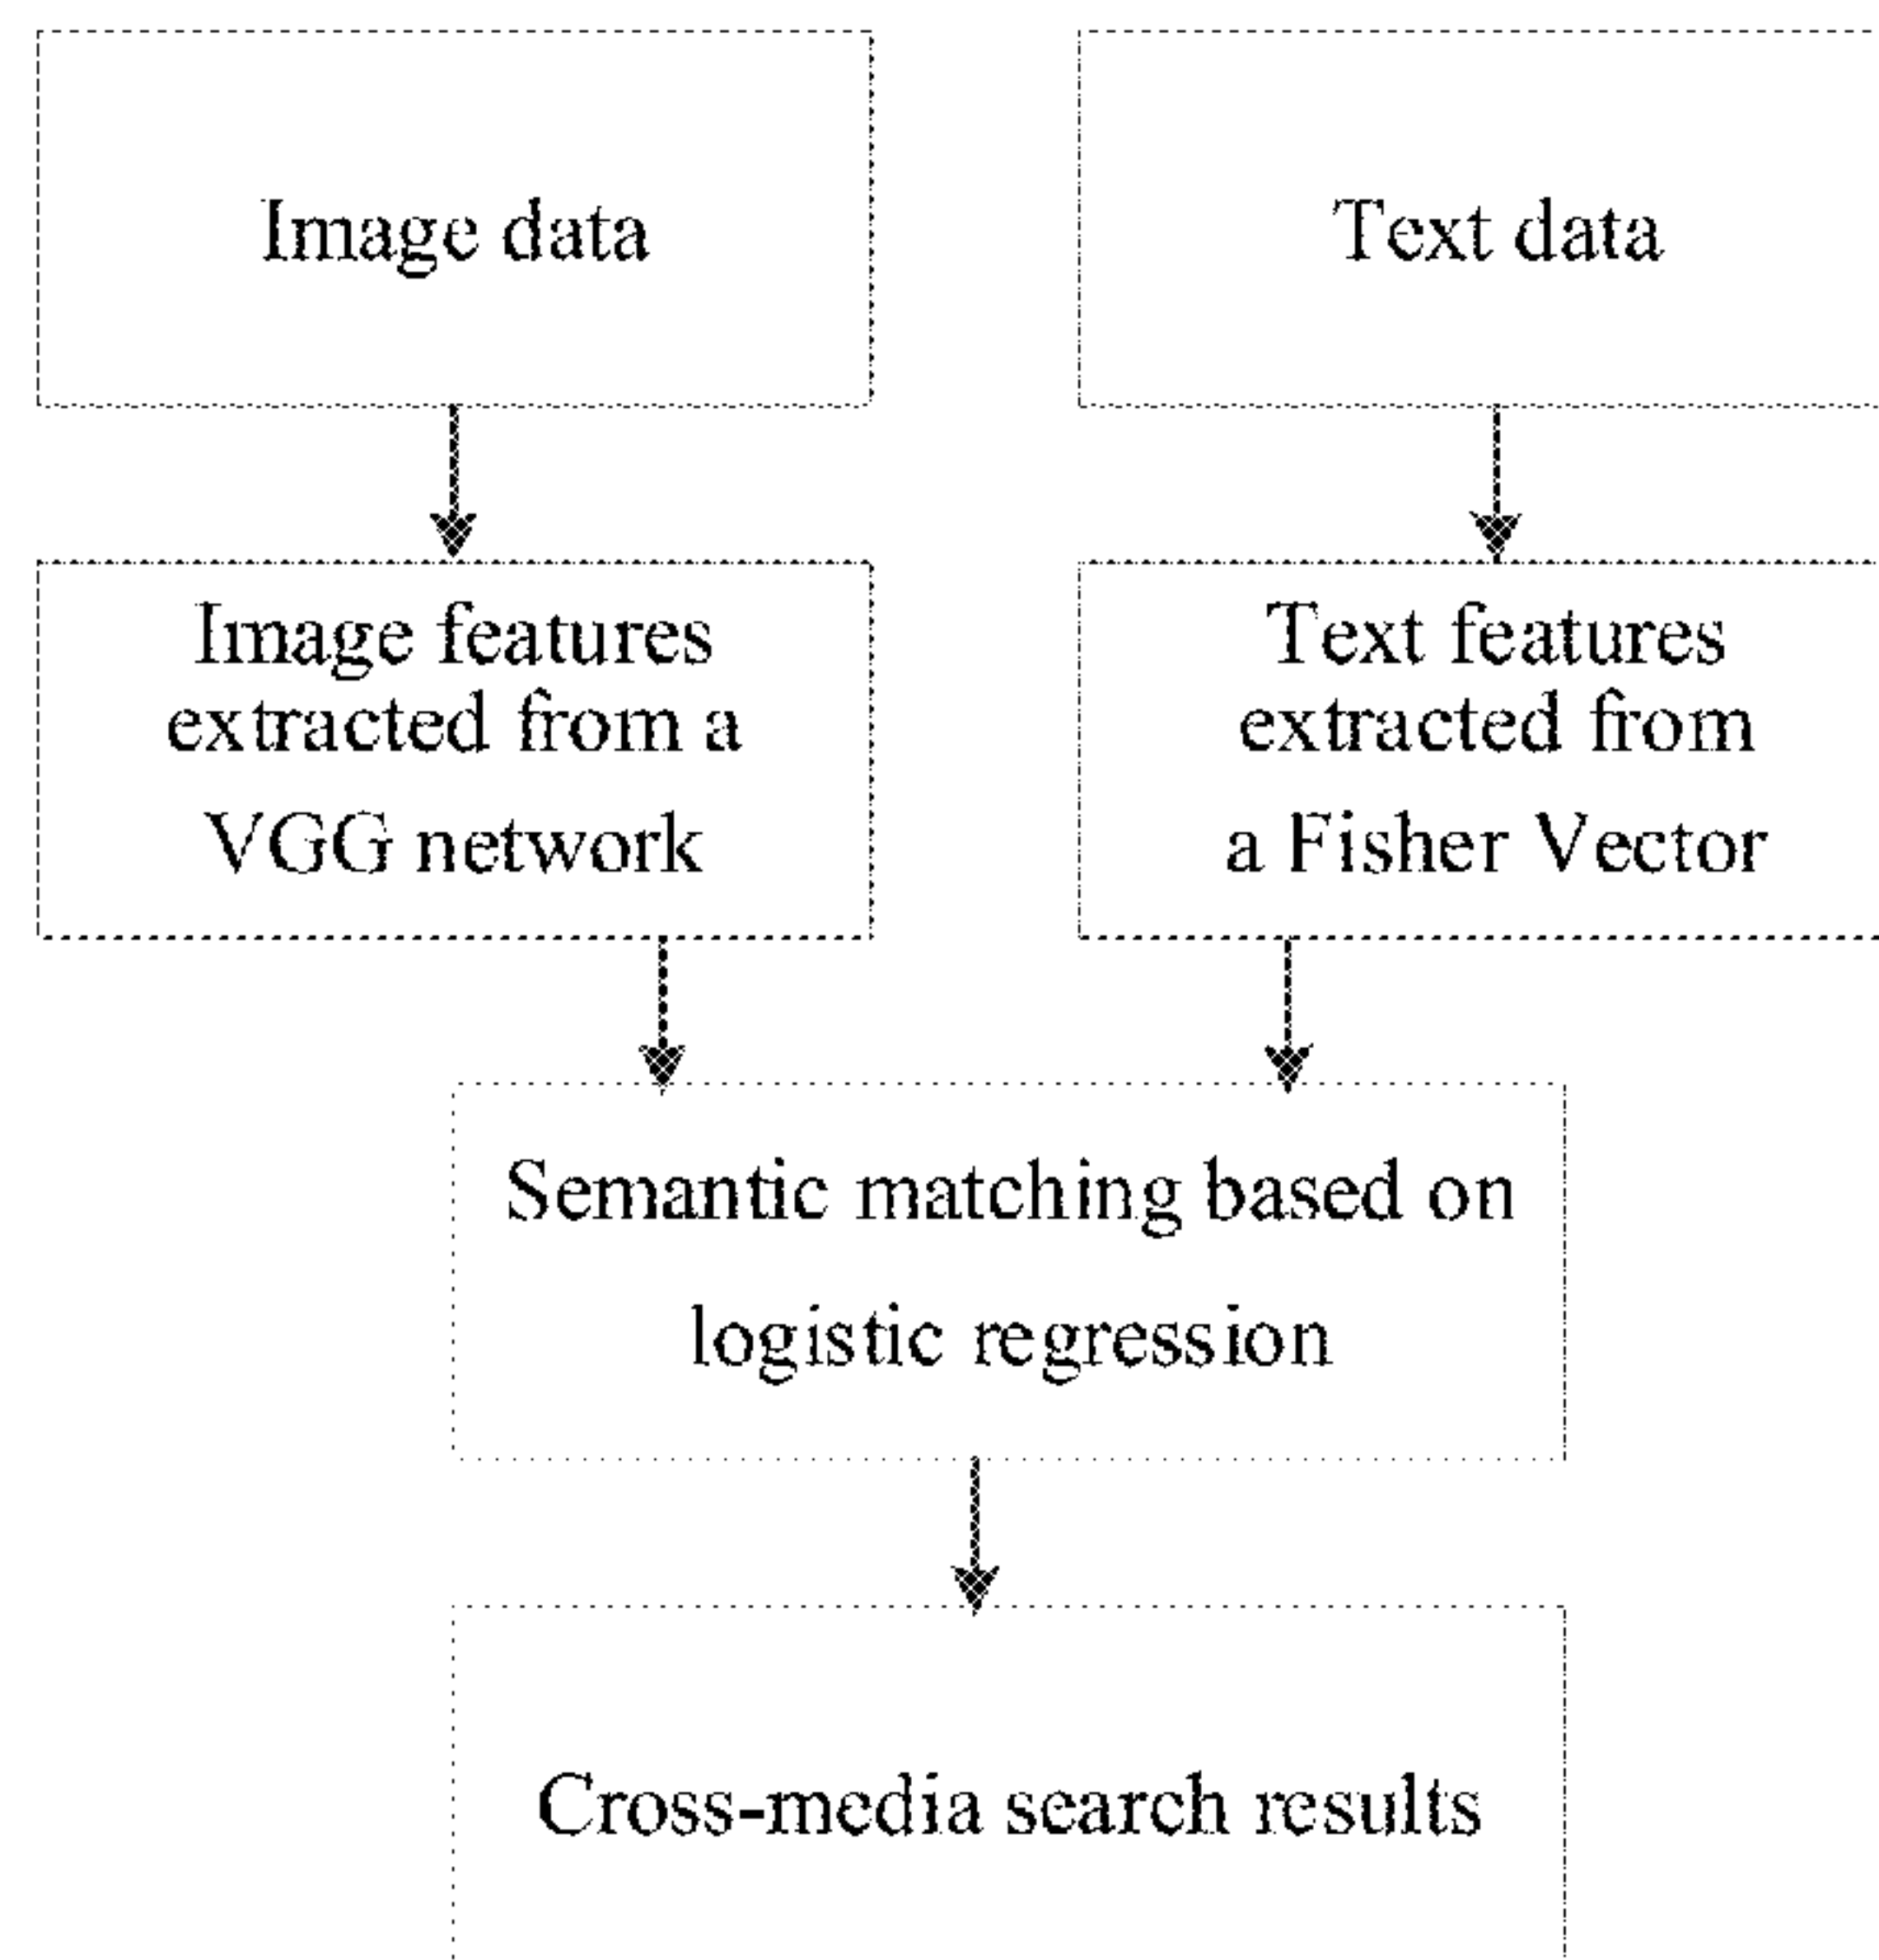 Image data
Text data
Image features
extracted from a
VGG network
Text features
extracted from
a Fisher Vector
Semantic matching based on
logistic regression
Cross-media search results